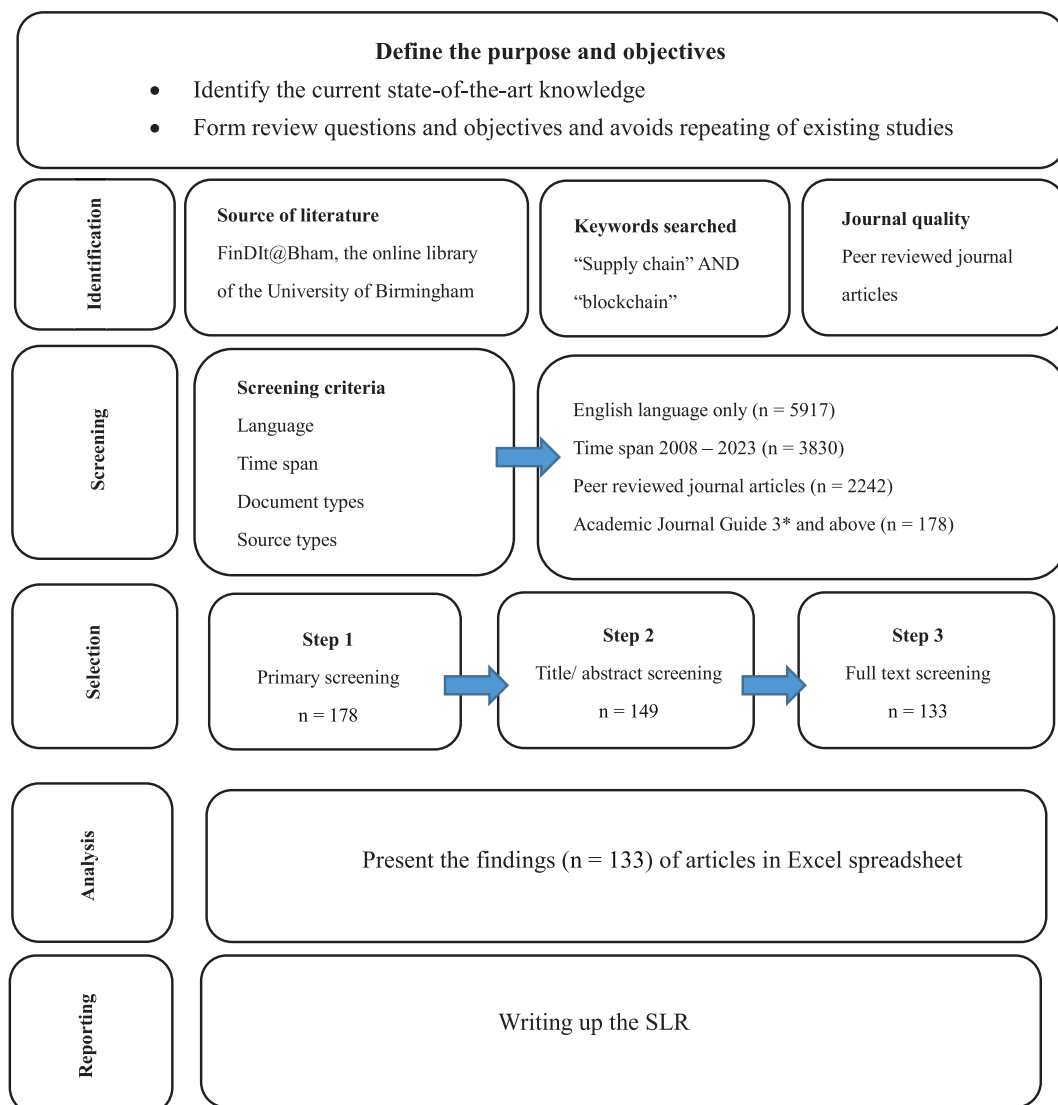 Define the purpose and objectives
• Identify the current state-of-the-art knowledge
• Form review questions and objectives and avoids repeating of existing studies
Identification
Source of literature
FinDIt@Bham, the online library
of the University of Birmingham
Keywords searched
“Supply chain” AND
“blockchain”
Journal quality
Peer reviewed journal
articles
Screening
Screening criteria
Language
Time span
Document types
Source types
English language only (n = 5917)
Time span 2008 – 2023 (n = 3830)
Peer reviewed journal articles (n = 2242)
Academic Journal Guide 3* and above (n = 178)
Selection
Step 1
Primary screening
n = 178
Step 2
Title/ abstract screening
n = 149
Step 3
Full text screening
n = 133
Analysis
Present the findings (n = 133) of articles in Excel spreadsheet
Reporting
Writing up the SLR